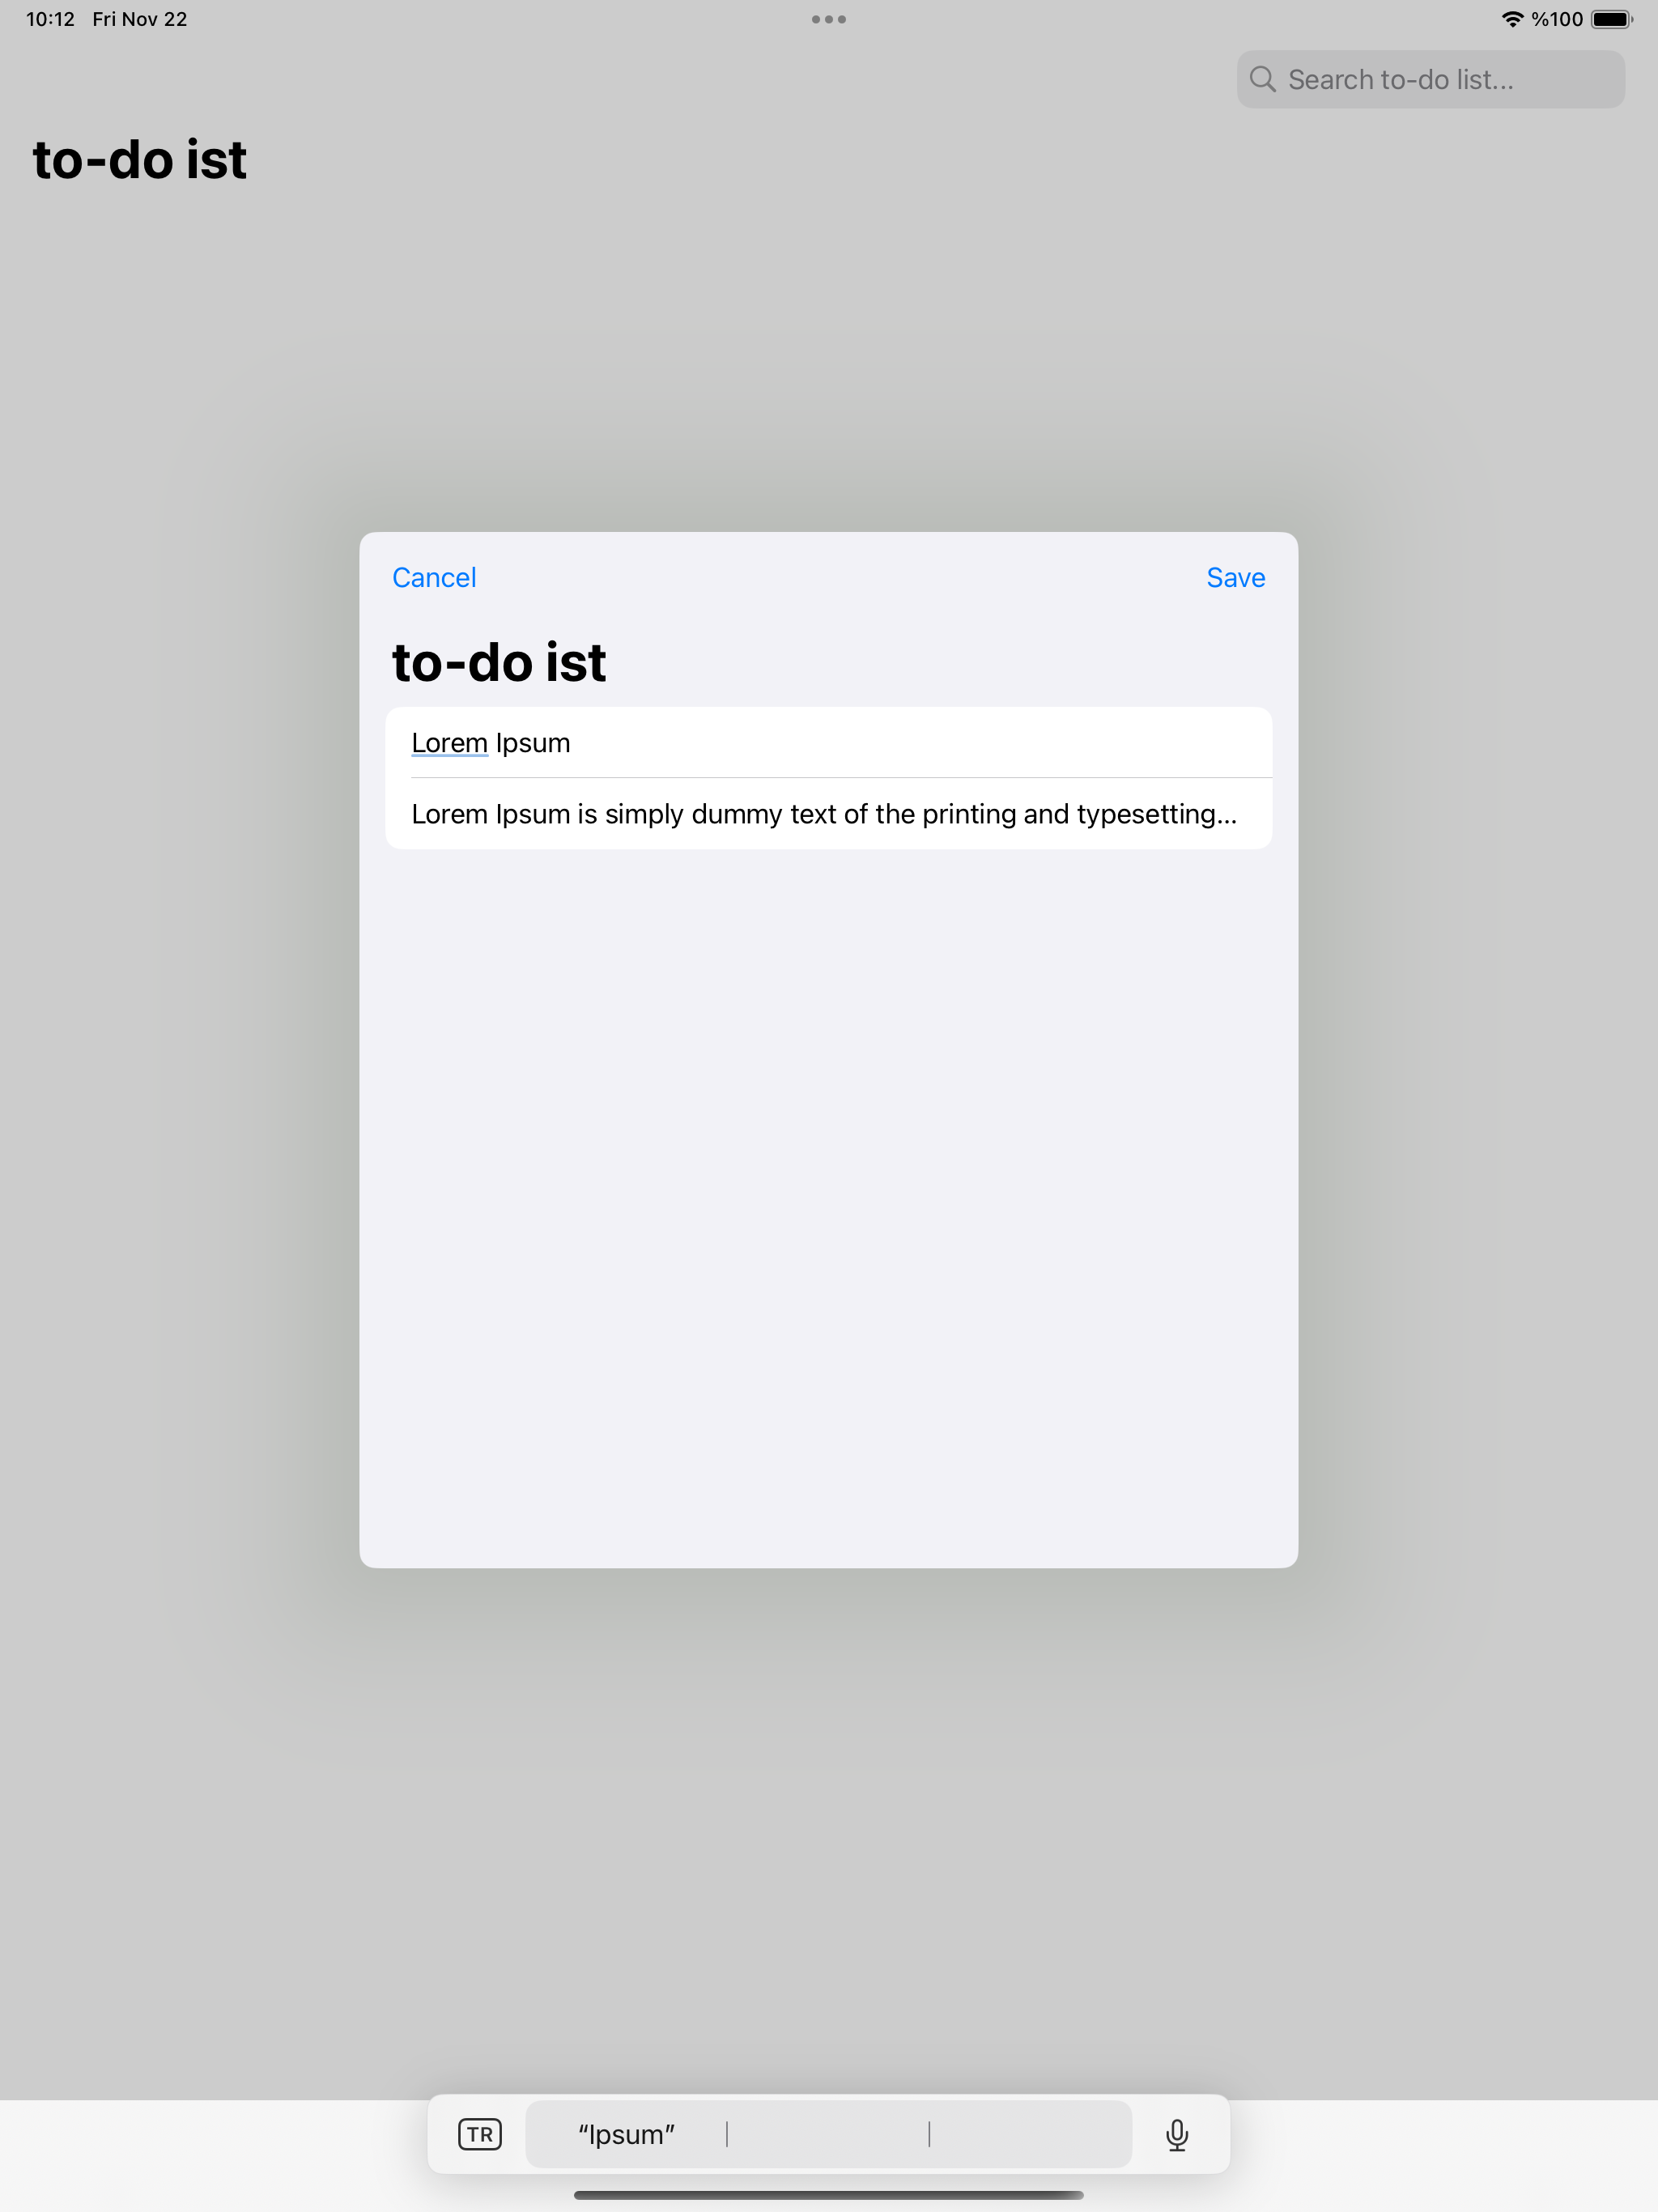 10:12 Fri Nov 22
%100
Search to-do list...
to-do ist
Cancel
Save
to-do ist
Lorem Ipsum
Lorem Ipsum is simply dummy text of the printing and typesetting...
TR
“Ipsum”